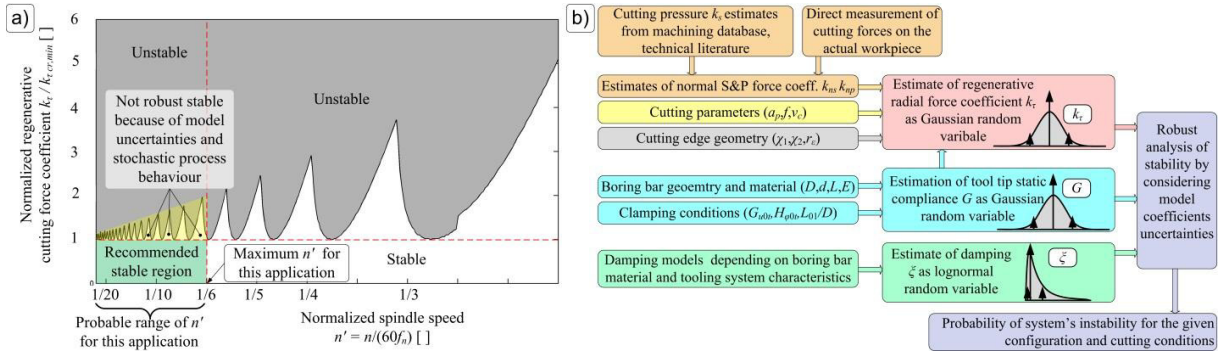 a)
Normalized regenerative
cutting force coefficient kτ / kτ cr,min [ ]
6
5
4
3
2
1
0
Unstable
Unstable
Not robust stable
because of model
uncertainties and
stochastic process
behaviour
Recommended
stable region
Maximum n′ for
this application
Stable
1/20
1/10
1/6
1/5
1/4
1/3
Probable range of n′
for this application
Normalized spindle speed
n′ = n/(60fn) [ ]
b)
Cutting pressure ks estimates
from machining database,
technical literature
Direct measurement of
cutting forces on the
actual workpiece
Estimates of normal S&P force coeff. kns knp
Cutting parameters (ap,f,vc)
Cutting edge geometry (χ1,χ2,rε)
Estimate of regenerative
radial force coefficient kτ
as Gaussian random
varibale
kτ
Boring bar geomtry and material (D,d,L,E)
Clamping conditions (Gu0t,Hφ0t,L01/D)
Estimation of tool tip static
compliance G as Gaussian
random variable
G
Damping models depending on boring bar
material and tooling system characteristics
Estimate of damping
ξ as lognormal
random variable
ξ
Robust
analysis of
stability by
considering
model
coefficients
uncertainties
Probability of system’s instability for the given
configuration and cutting conditions